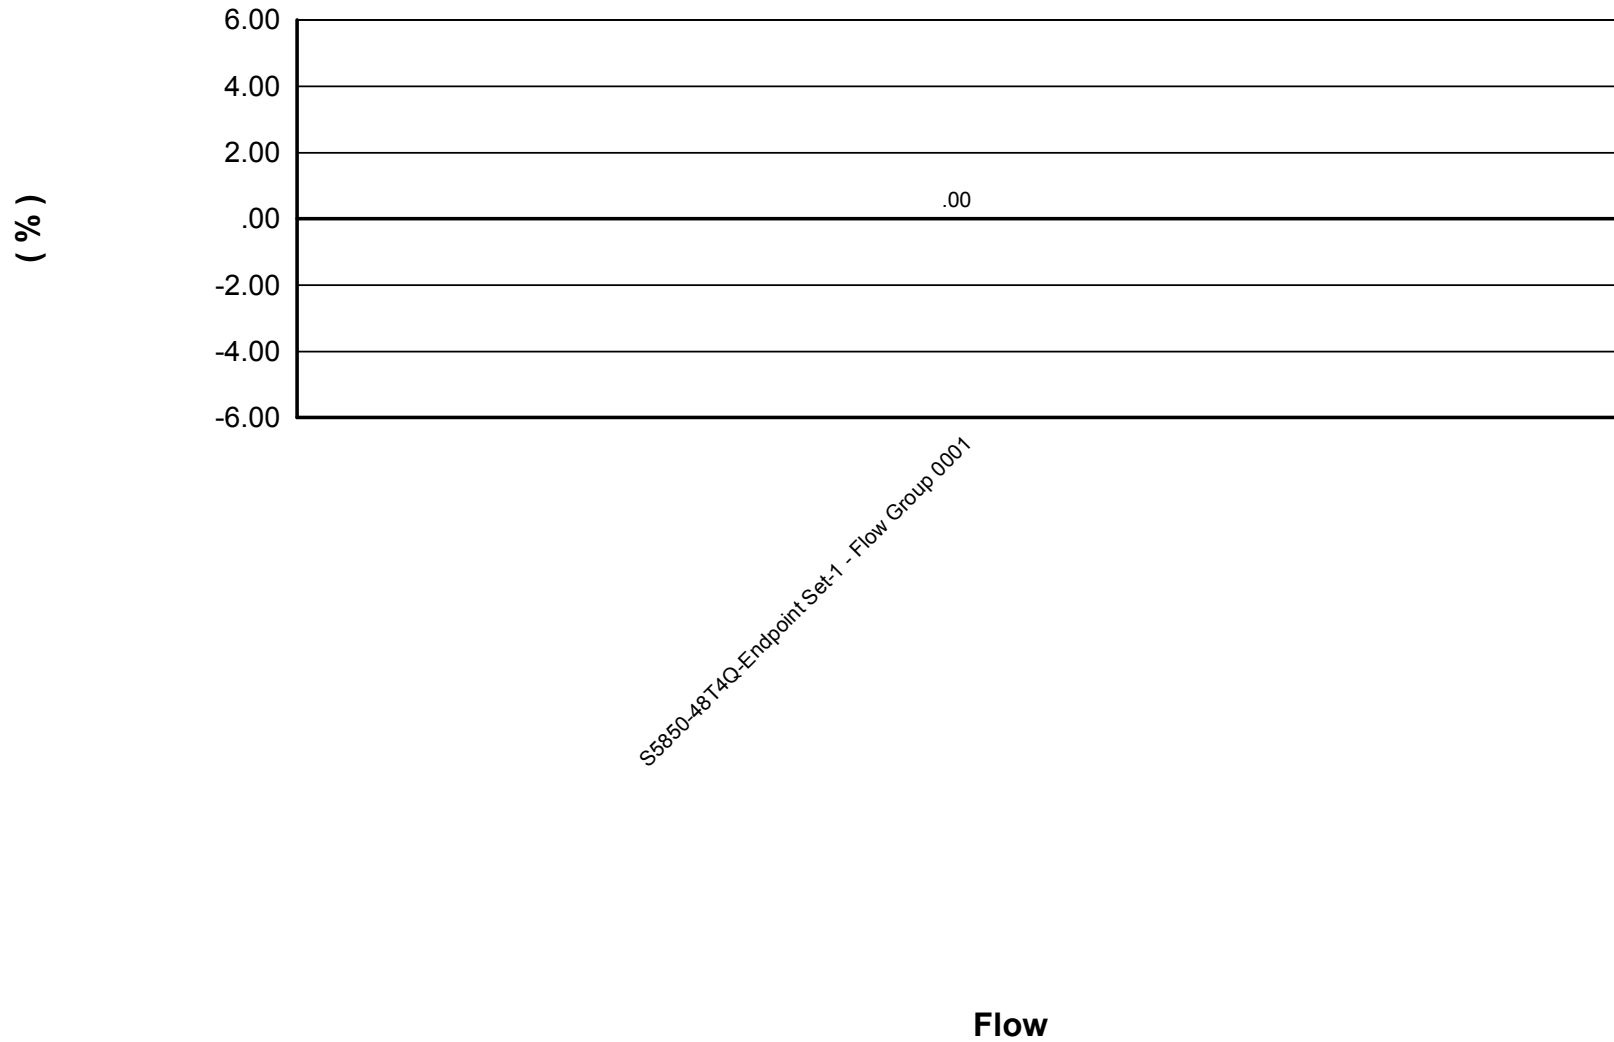 6.00
4.00
2.00
.00
-2.00
-4.00
-6.00
( % )
.00
S5850-48T4Q-Endpoint Set-1 - Flow Group 0001
Flow